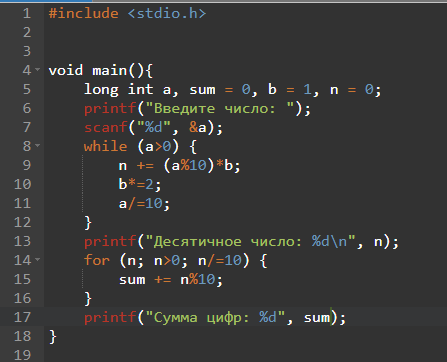 1 #include <stdio.h>
2
3
4 void main(){
5 long int a, sum = 0, b = 1, n = 0;
6 printf("Введите число: ");
7 scanf("%d", &a);
8 while (a>0) {
9 n += (a%10)*b;
10 b*=2;
11 a/=10;
12 }
13 printf("Десятичное число: %d\n", n);
14 for (n; n>0; n/=10) {
15 sum += n%10;
16 }
17 printf("Сумма цифр: %d", sum);
18 }
19